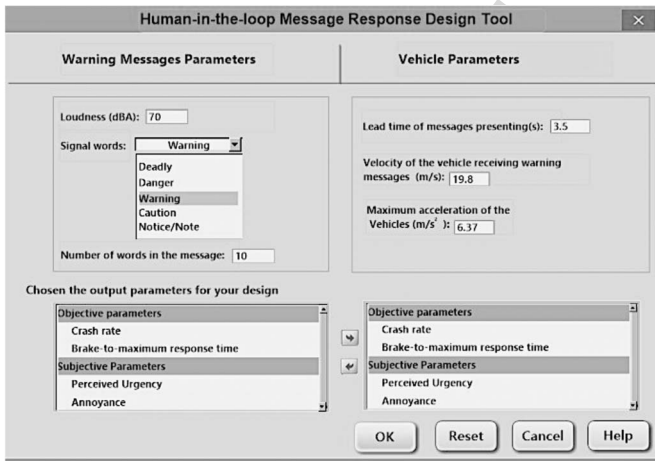 Human-in-the-loop Message Response Design Tool
Warning Messages Parameters
Vehicle Parameters
Loudness (dBA): 70
Signal words: Warning
Deadly
Danger
Warning
Caution
Notice/Note
Number of words in the message: 10
Lead time of messages presenting(s): 3.5
Velocity of the vehicle receiving warning
messages (m/s): 19.8
Maximum acceleration of the
Vehicles (m/s² ): 6.37
Chosen the output parameters for your design
Objective parameters
Crash rate
Brake-to-maximum response time
Subjective Parameters
Perceived Urgency
Annoyance
Objective parameters
Crash rate
Brake-to-maximum response time
Subjective Parameters
Perceived Urgency
Annoyance
OK
Reset
Cancel
Help